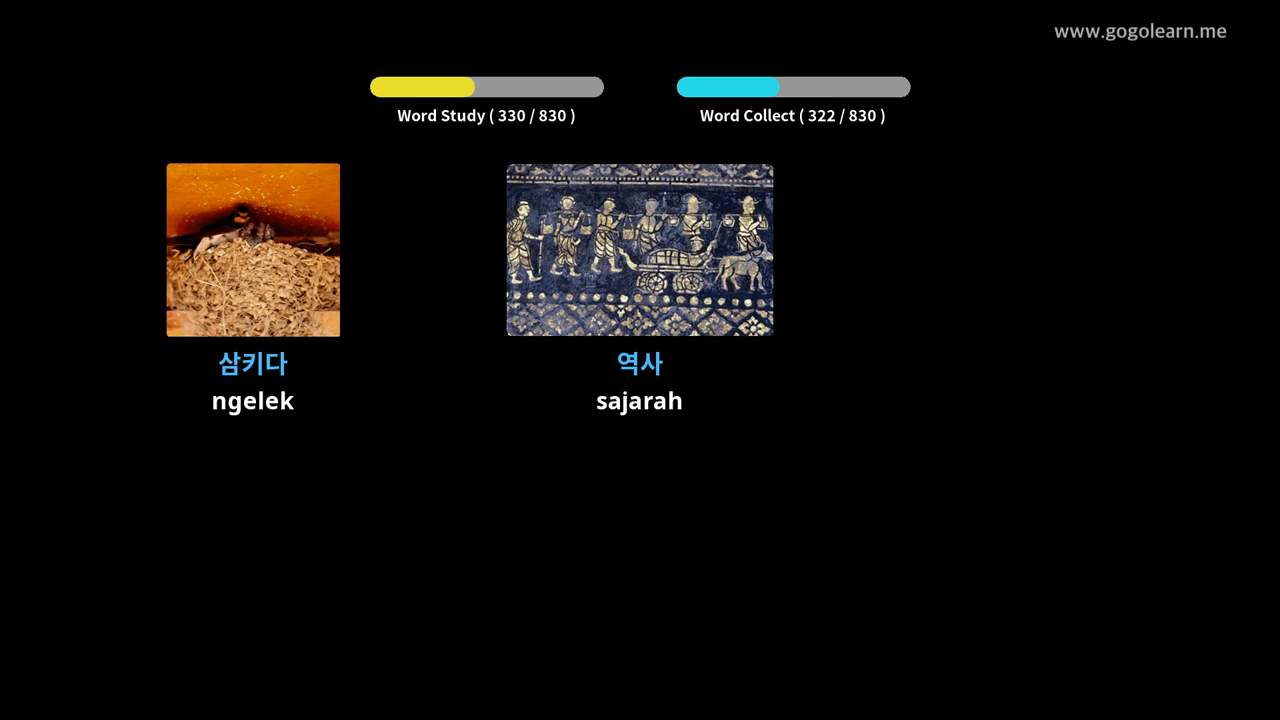 www.gogolearn.me
Word Study ( 330 / 830 )
Word Collect ( 322 / 830 )
삼키다
ngelek
역사
sajarah